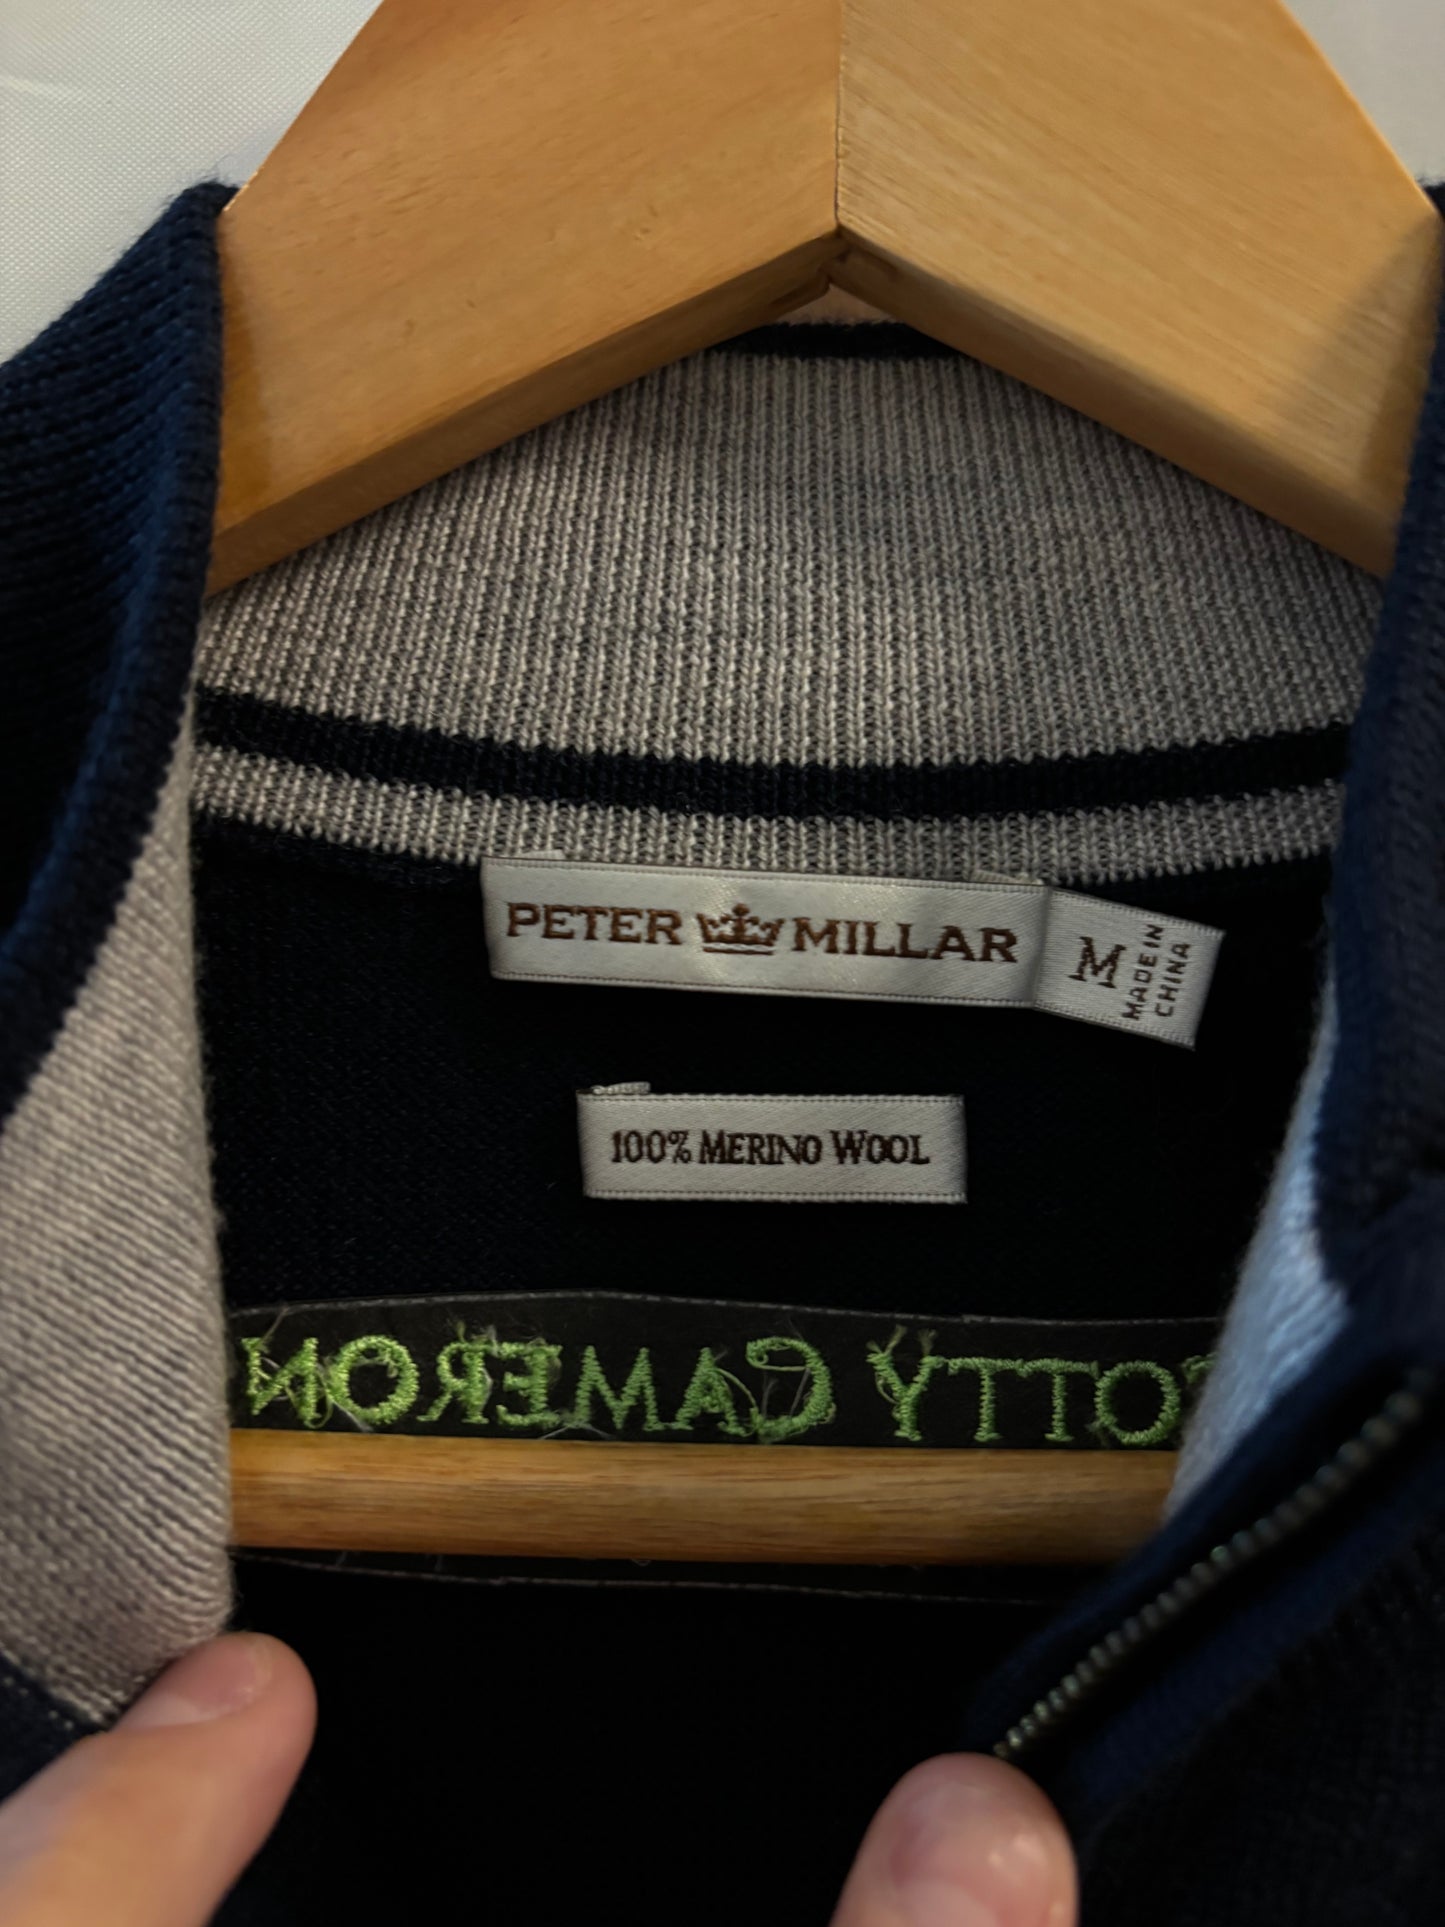 PETER MILLAR
M
MADE IN
CHINA
100% MERINO WOOL
OTTY CAMERON